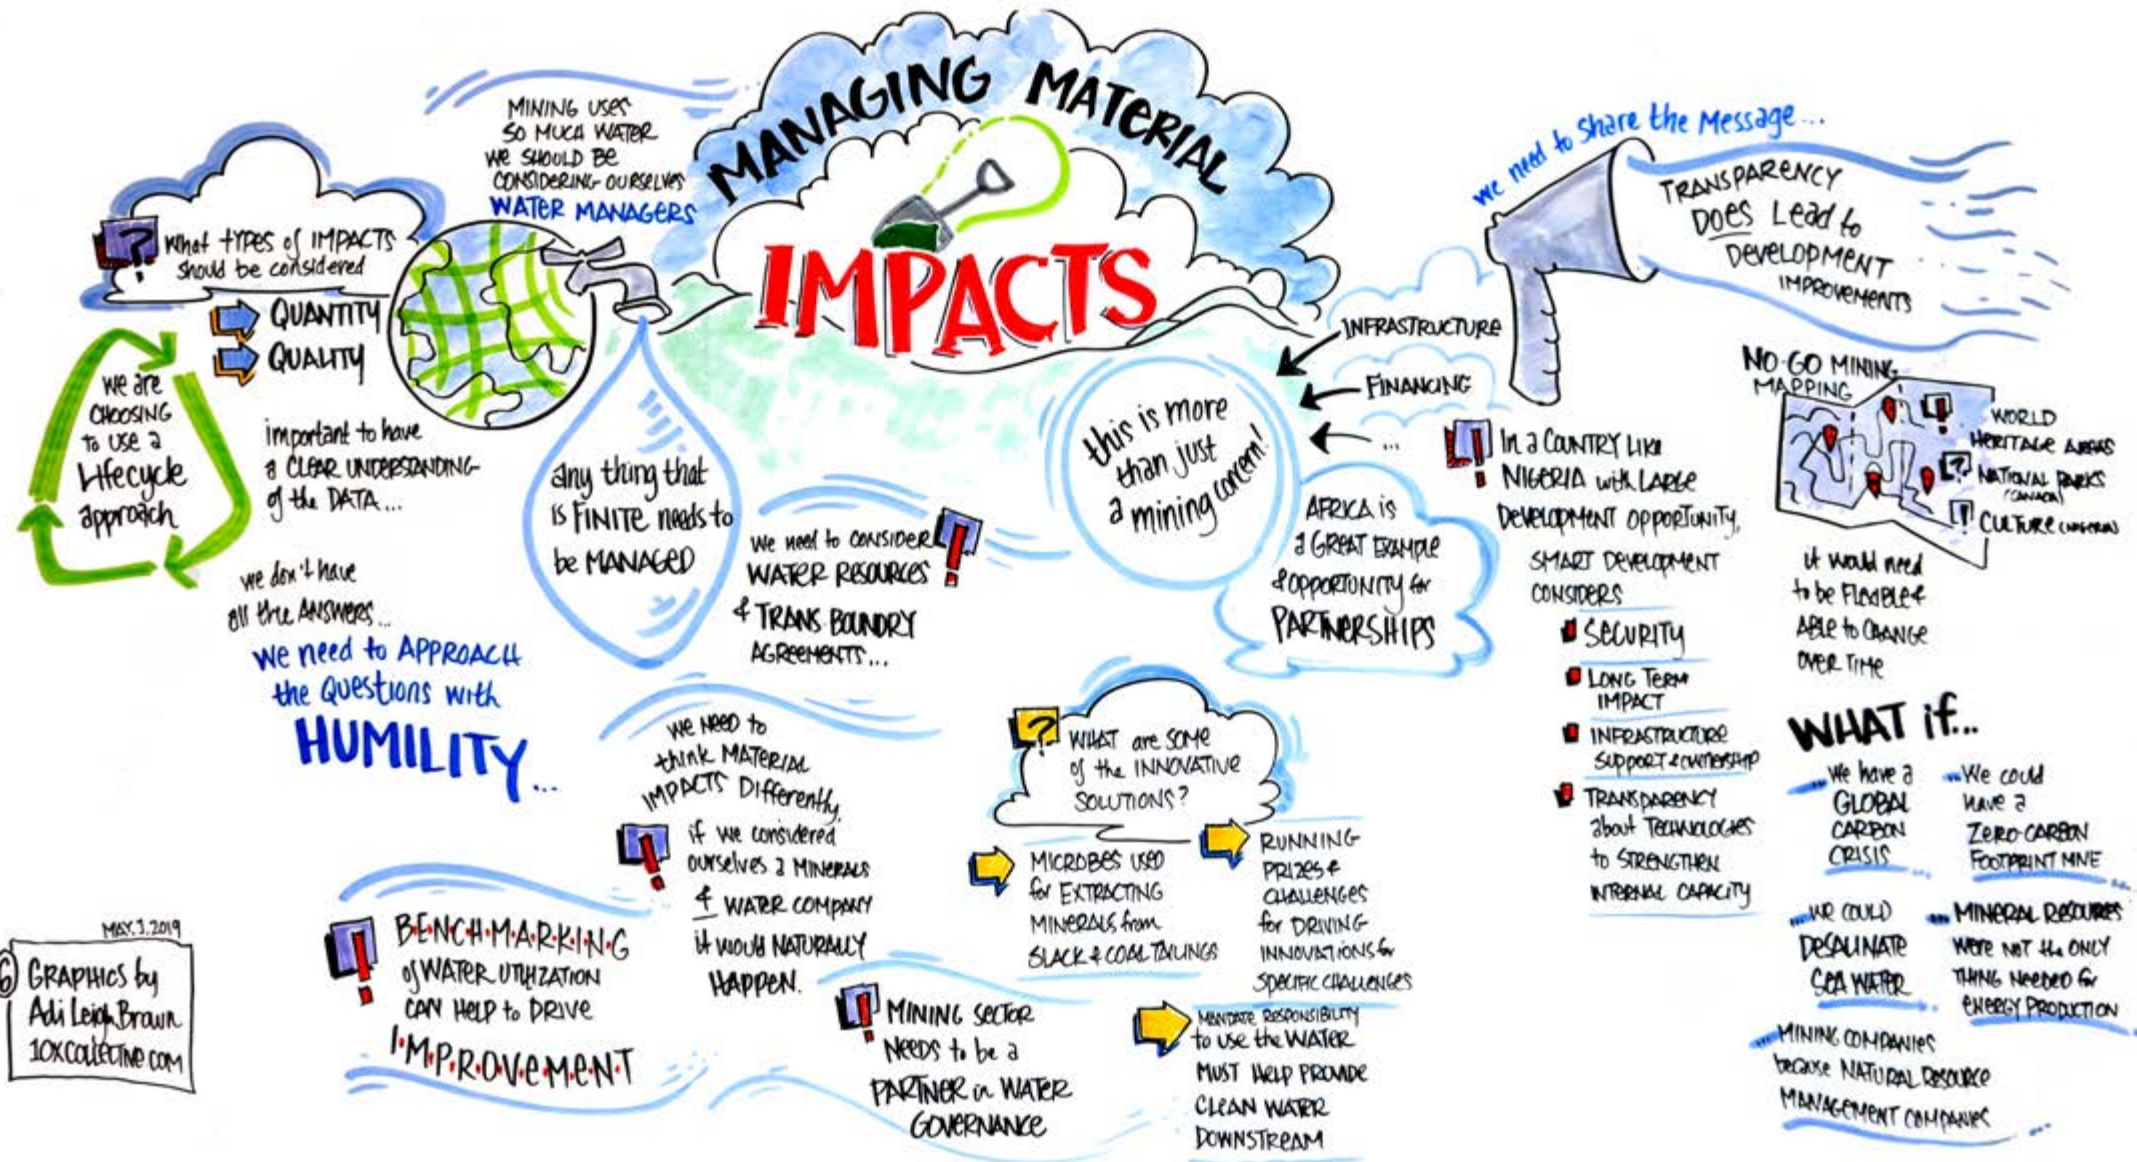 MANAGING MATERIAL
IMPACTS
MINING USES
SO MUCH WATER
WE SHOULD BE
CONSIDERING OURSELVES
WATER MANAGERS
What TYPES of IMPACTS
should be considered
QUANTITY
QUALITY
we are
CHOOSING
to use a
Lifecycle
approach
important to have
a CLEAR UNDERSTANDING
of the DATA...
we don't have
all the ANSWERS...
we need to APPROACH
the Questions with
HUMILITY...
any thing that
is FINITE needs to
be MANAGED
we need to CONSIDER
WATER RESOURCES
& TRANS BOUNDRY
AGREEMENTS...
this is more
than just
a mining concern!
INFRASTRUCTURE
FINANCING
...
AFRICA is
a GREAT EXAMPLE
& OPPORTUNITY for
PARTNERSHIPS
we need to Share the Message...
TRANSPARENCY
DOES Lead to
DEVELOPMENT
IMPROVEMENTS
In a COUNTRY LIKE
NIGERIA with LARGE
DEVELOPMENT OPPORTUNITY,
SMART DEVELOPMENT
CONSIDERS
SECURITY
LONG TERM
IMPACT
INFRASTRUCTURE
SUPPORT & OWNERSHIP
TRANSPARENCY
about TECHNOLOGIES
to STRENGTHEN
INTERNAL CAPACITY
NO-GO MINING
MAPPING
WORLD
HERITAGE AREAS
NATIONAL PARKS
(CANADA)
CULTURE
it would need
to be FLEXIBLE &
ABLE to CHANGE
OVER TIME
WHAT if...
...We have a
GLOBAL
CARBON
CRISIS
...We could
have a
ZERO-CARBON
FOOTPRINT MINE
...WE COULD
DESALINATE
SEA WATER
...MINERAL RESOURCES
WERE NOT the ONLY
THING NEEDED for
ENERGY PRODUCTION
...MINING COMPANIES
became NATURAL RESOURCE
MANAGEMENT COMPANIES
We NEED to
think MATERIAL
IMPACTS Differently,
if we considered
ourselves a MINERALS
& WATER COMPANY
it would NATURALLY
HAPPEN.
WHAT are SOME
of the INNOVATIVE
SOLUTIONS?
MICROBES USED
for EXTRACTING
MINERALS from
SLACK & COAL TAILINGS
RUNNING
PRIZES &
CHALLENGES
for DRIVING
INNOVATIONS for
SPECIFIC CHALLENGES
MANDATE RESPONSIBILITY
to use the WATER
MUST HELP PROVIDE
CLEAN WATER
DOWNSTREAM
BENCHMARKING
of WATER UTILIZATION
CAN HELP to DRIVE
IMPROVEMENT
MINING SECTOR
NEEDS to be a
PARTNER in WATER
GOVERNANCE
MAY.3.2019
GRAPHICS by
Adi Leigh Brown
10XCOLLECTIVE.COM